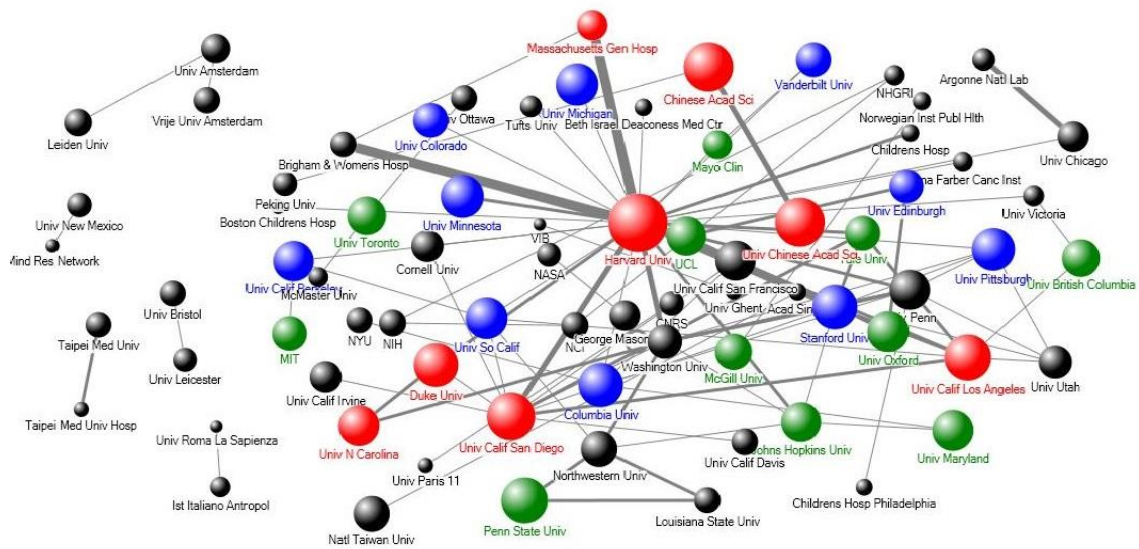 Massachusetts Gen Hosp
Univ Amsterdam
Chinese Acad Sci
Vanderbilt Univ
Argonne Natl Lab
NHGRI
Vrije Univ Amsterdam
Univ Michigan
Ottawa
Tufts Univ
Beth Israel Deaconess Med Ctr
Norwegian Inst Publ Hlth
Leiden Univ
Univ Colorado
Childrens Hosp
Univ Chicago
Brigham & Womens Hosp
Mayo Clin
Farber Canc Inst
Peking Univ
Univ Edinburgh
Univ New Mexico
Boston Childrens Hosp
Univ Minnesota
Univ Victoria
Univ Toronto
VIB
Harvard Univ
Univ Chinese Acad Sci
Univ
Mind Res Network
Cornell Univ
NASA
UCL
Univ Pittsburgh
Univ Calif Berkeley
McMaster Univ
Univ Calif San Francisco
Univ British Columbia
Univ Bristol
Univ Ghent
Acad Sin
CNRS
Penn
Taipei Med Univ
NYU
NIH
Univ So Calif
NCI
George Mason
Stanford Univ
MIT
Univ Oxford
Washington Univ
Univ Leicester
McGill Univ
Univ Utah
Univ Calif Irvine
Duke Univ
Columbia Univ
Univ Calif Los Angeles
Taipei Med Univ Hosp
Univ Roma La Sapienza
Univ N Carolina
Univ Calif San Diego
Johns Hopkins Univ
Univ Maryland
Univ Calif Davis
Univ Paris 11
Northwestern Univ
Ist Italiano Antropol
Childrens Hosp Philadelphia
Natl Taiwan Univ
Penn State Univ
Louisiana State Univ